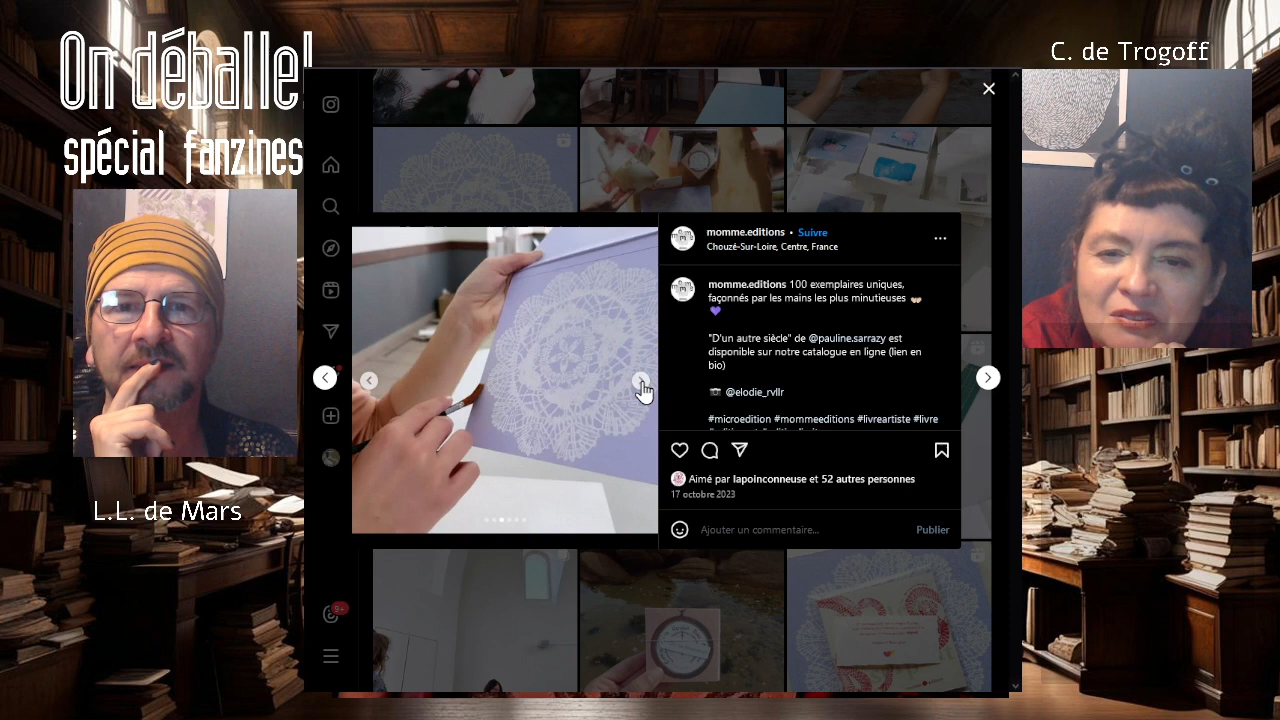 On déballe!
spécial fanzines
C. de Trogoff
L.L. de Mars
momme.editions • Suivre
Chouzé-Sur-Loire, Centre, France
momme.editions 100 exemplaires uniques,
façonnés par les mains les plus minutieuses
"D'un autre siècle" de @pauline.sarrazy est
disponible sur notre catalogue en ligne (lien en
bio)
@elodie_rvllr
#microedition #mommeeditions #livreartiste #livre
Aimé par lapoinconneuse et 52 autres personnes
17 octobre 2023
Ajouter un commentaire... Publier
9+